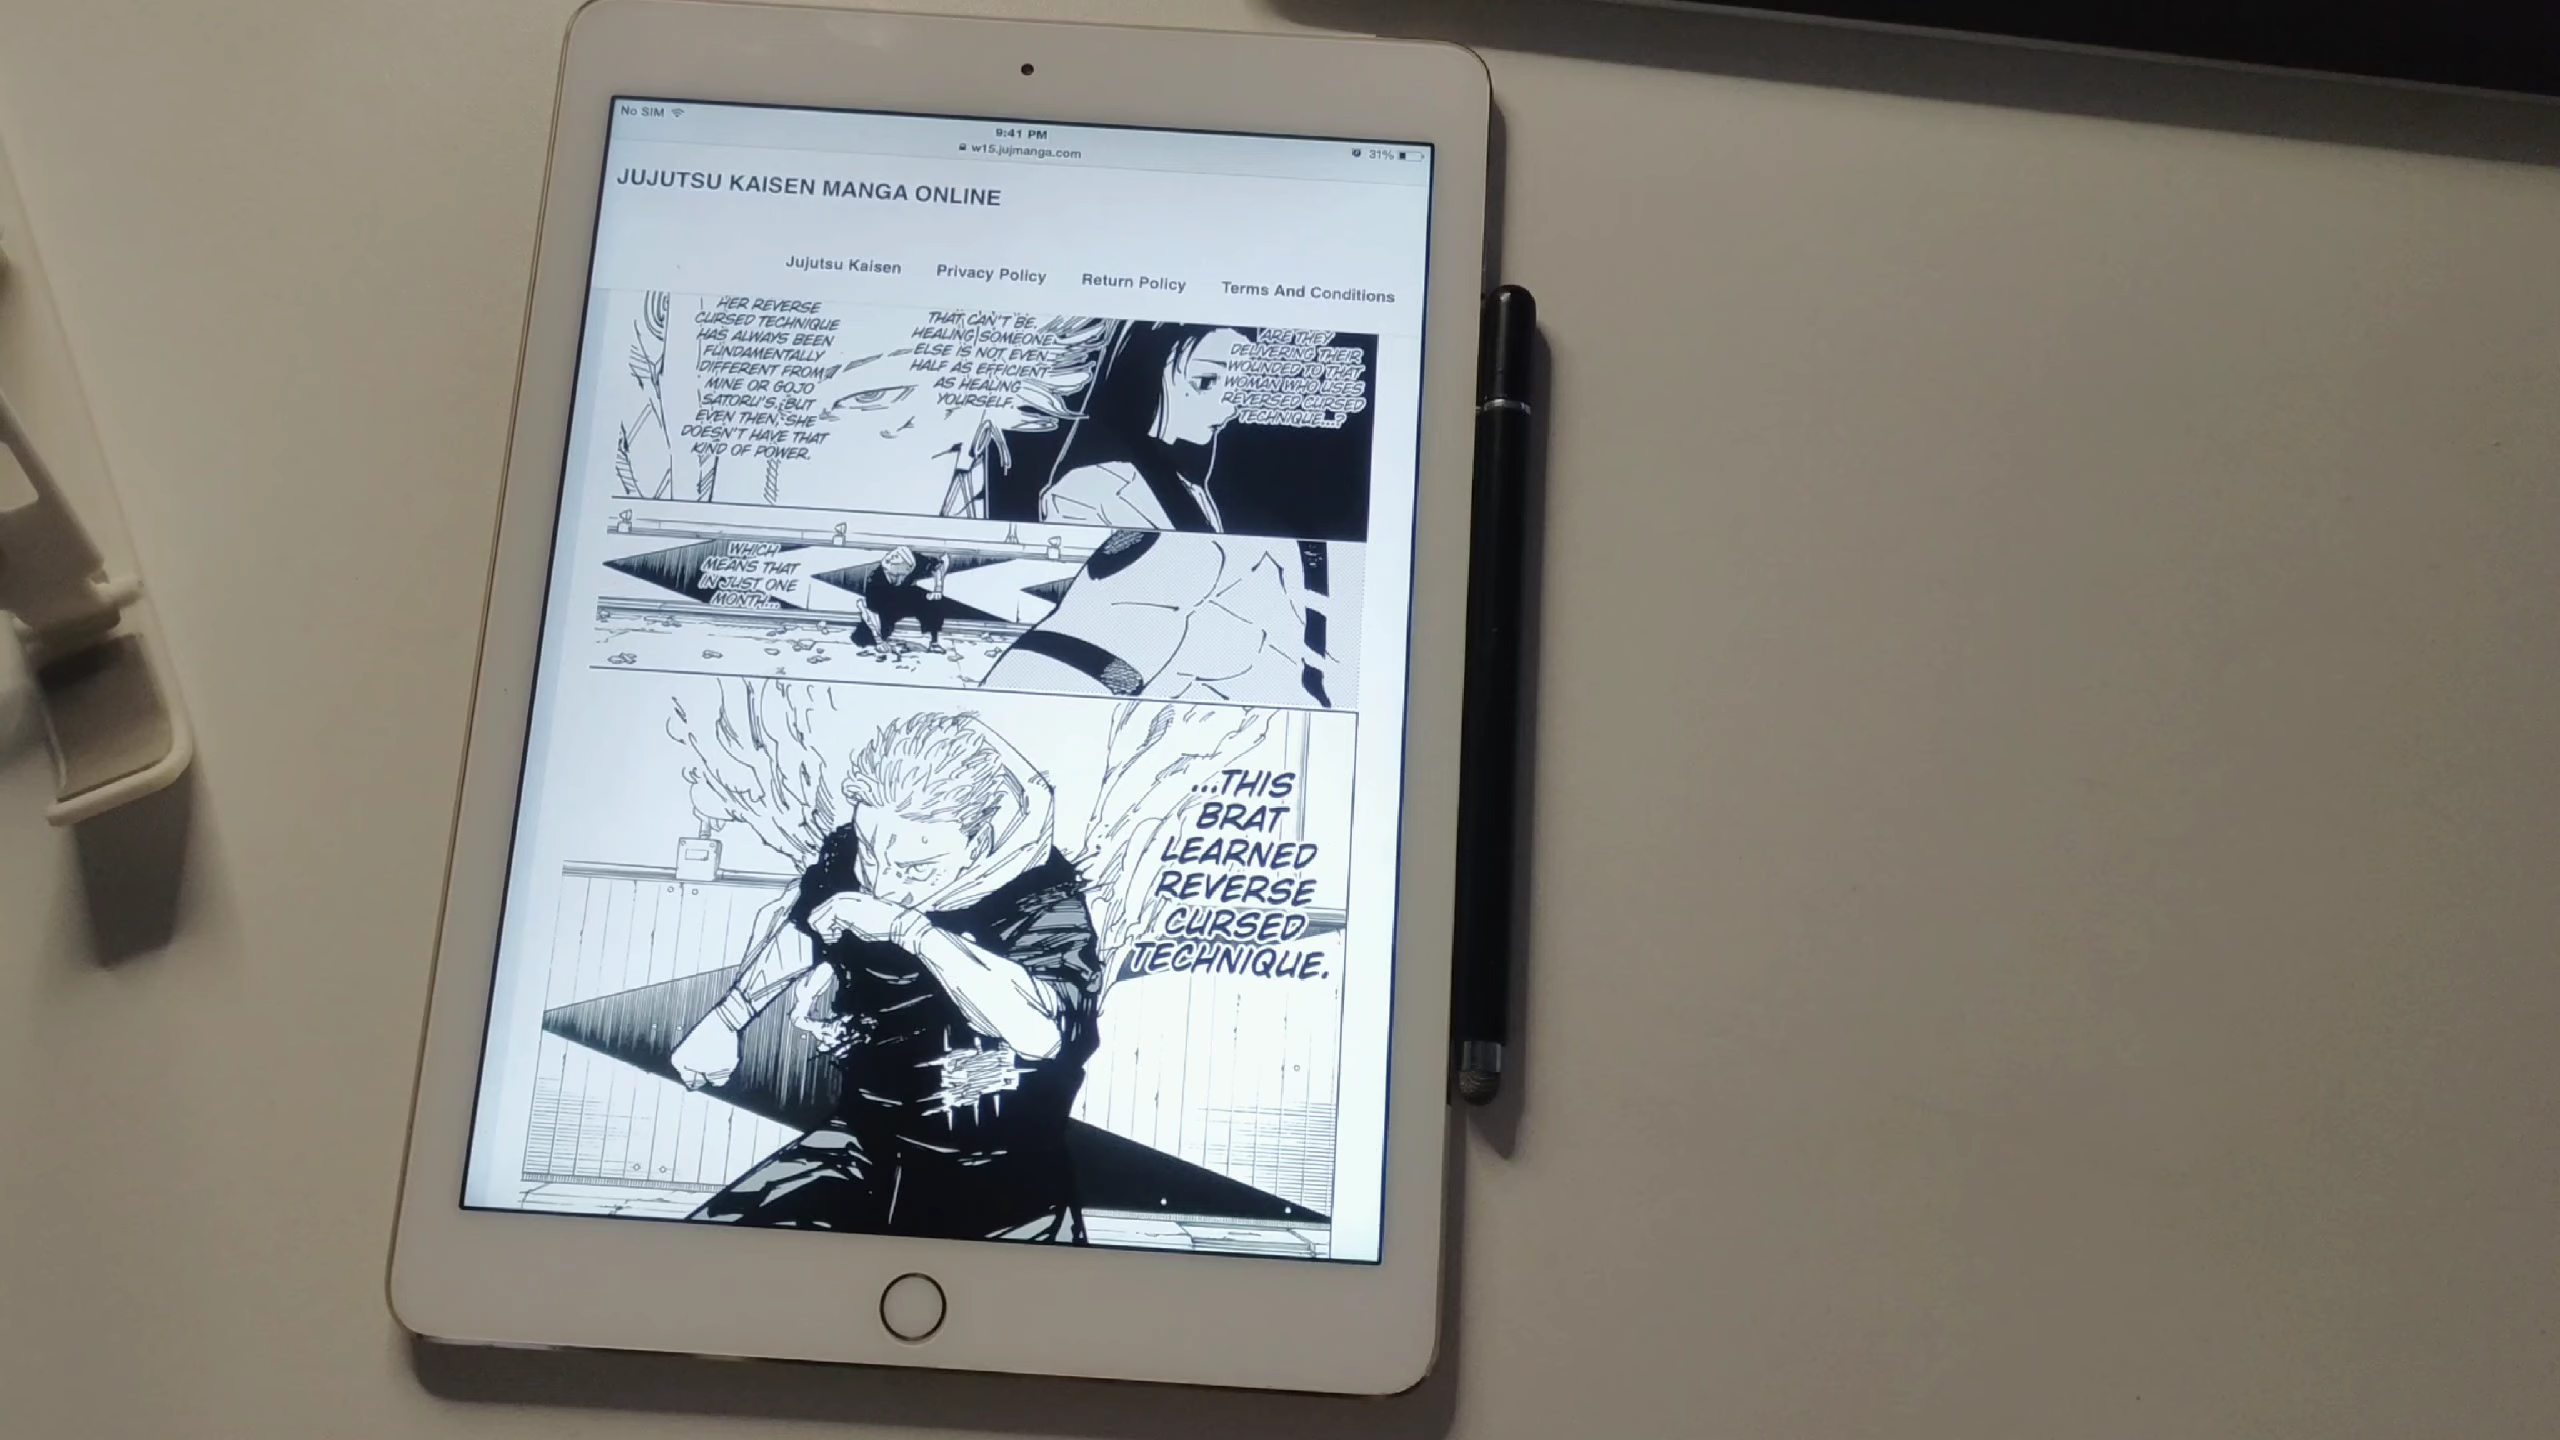 No SIM
9:41 PM
w15.jujmanga.com
31%
JUJUTSU KAISEN MANGA ONLINE
Jujutsu Kaisen
Privacy Policy
Return Policy
Terms And Conditions
ARE THEY
DELIVERING THEIR
WOUNDED TO THAT
WOMAN WHO USES
REVERSED CURSED
TECHNIQUE...?
THAT CAN'T BE.
HEALING SOMEONE
ELSE IS NOT EVEN
HALF AS EFFICIENT
AS HEALING
YOURSELF.
HER REVERSE
CURSED TECHNIQUE
HAS ALWAYS BEEN
FUNDAMENTALLY
DIFFERENT FROM
MINE OR GOJO
SATORU'S, BUT
EVEN THEN, SHE
DOESN'T HAVE THAT
KIND OF POWER.
WHICH
MEANS THAT
IN JUST ONE
MONTH...
...THIS
BRAT
LEARNED
REVERSE
CURSED
TECHNIQUE.